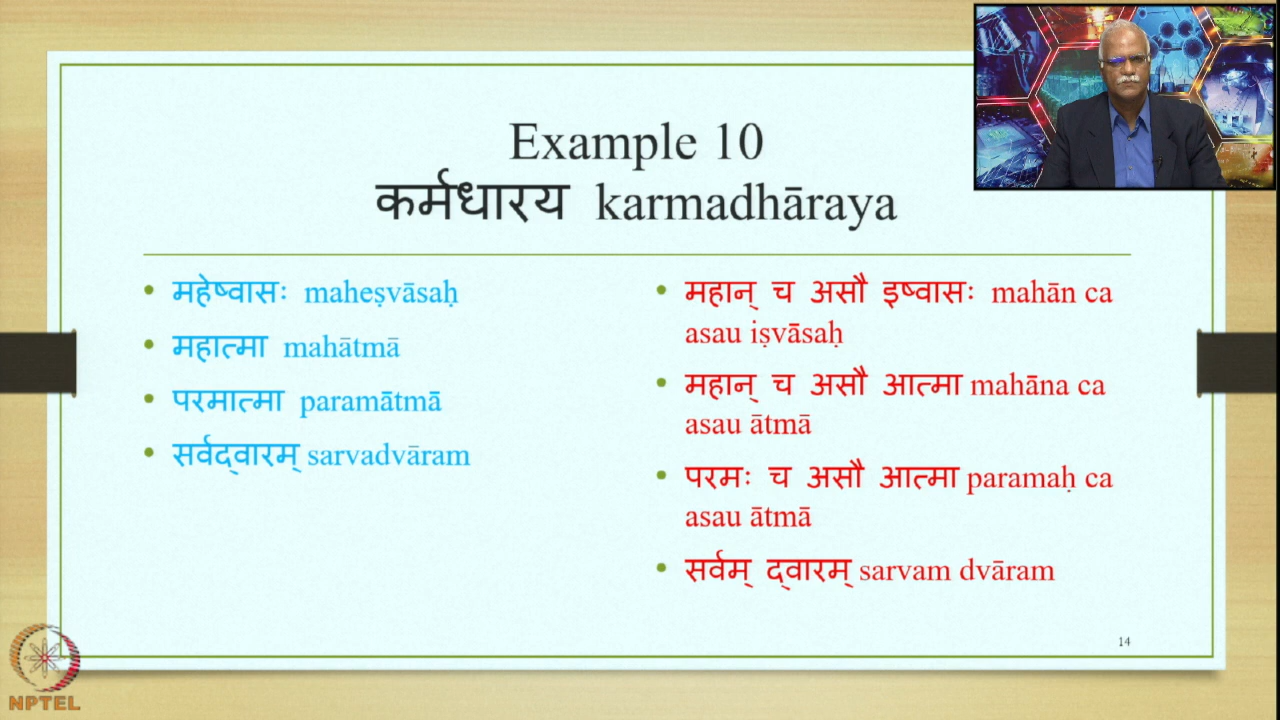 Example 10
कर्मधारय karmadhāraya
• महेष्वासः maheṣvāsaḥ
• महात्मा mahātmā
• परमात्मा paramātmā
• सर्वद्वारम् sarvadvāram
• महान् च असौ इष्वासः mahān ca
asau iṣvāsaḥ
• महान् च असौ आत्मा mahāna ca
asau ātmā
• परमः च असौ आत्मा paramaḥ ca
asau ātmā
• सर्वम् द्वारम् sarvam dvāram
14
NPTEL